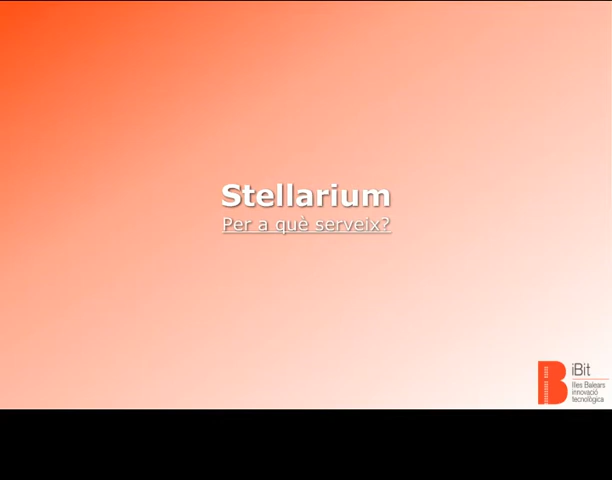 Stellarium
Per a què serveix?
iBit
Illes Balears
innovació
tecnològica